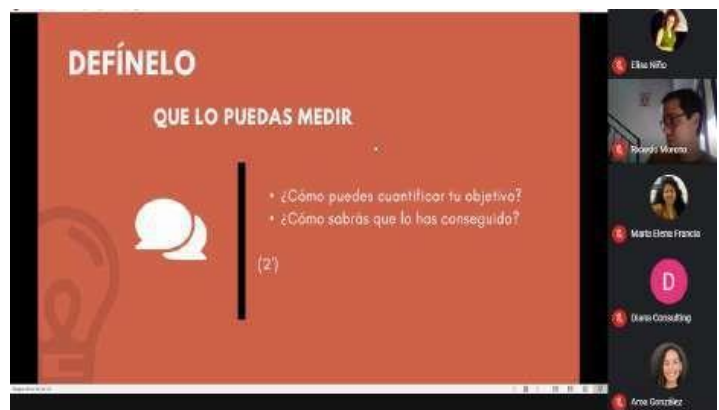 DEFÍNELO
QUE LO PUEDAS MEDIR
• ¿Cómo puedes cuantificar tu objetivo?
• ¿Cómo sabrás que lo has conseguido?
(2')
Elisa Niño
Ricardo Moreno
Marta Elena Francia
D
Diana Consulting
Aroa González